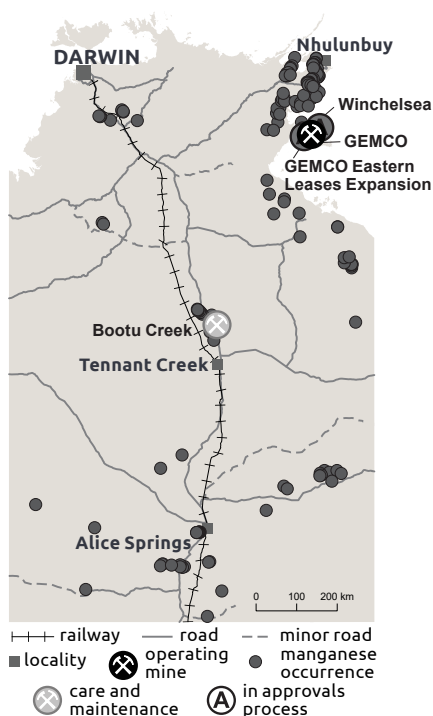 Nhulunbuy
DARWIN
Winchelsea
GEMCO
GEMCO Eastern
Leases Expansion
Bootu Creek
Tennant Creek
Alice Springs
0 100 200 km
railway
road
minor road
locality
operating
mine
manganese
occurrence
care and
maintenance
A
in approvals
process